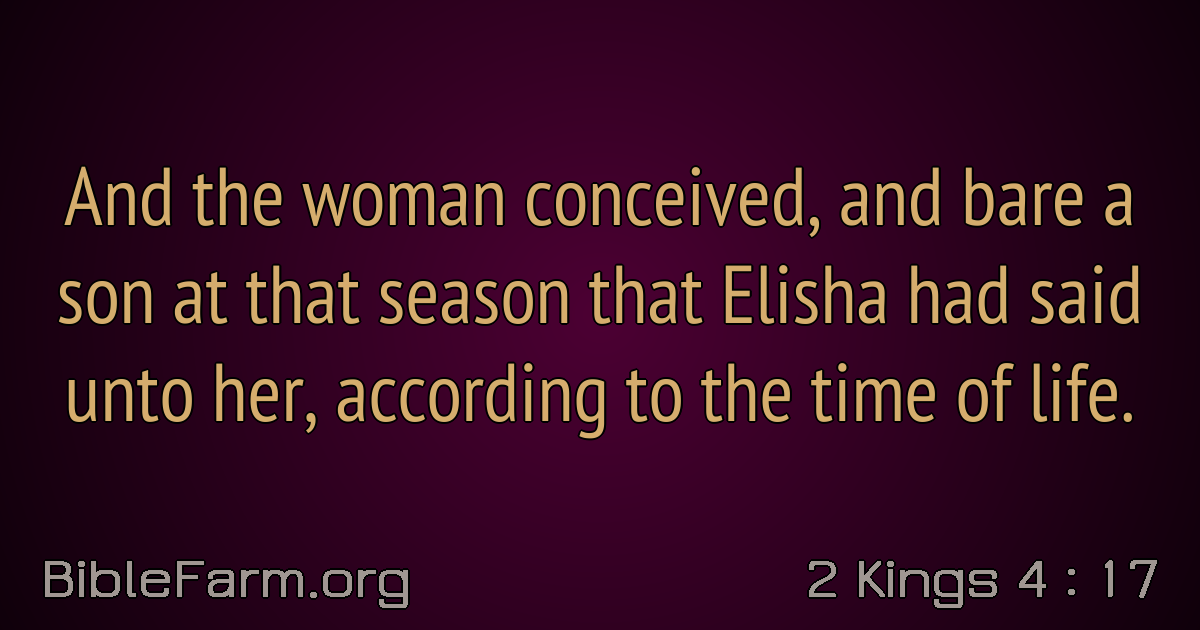 And the woman conceived, and bare a
son at that season that Elisha had said
unto her, according to the time of life.
BibleFarm.org
2 Kings 4 : 17